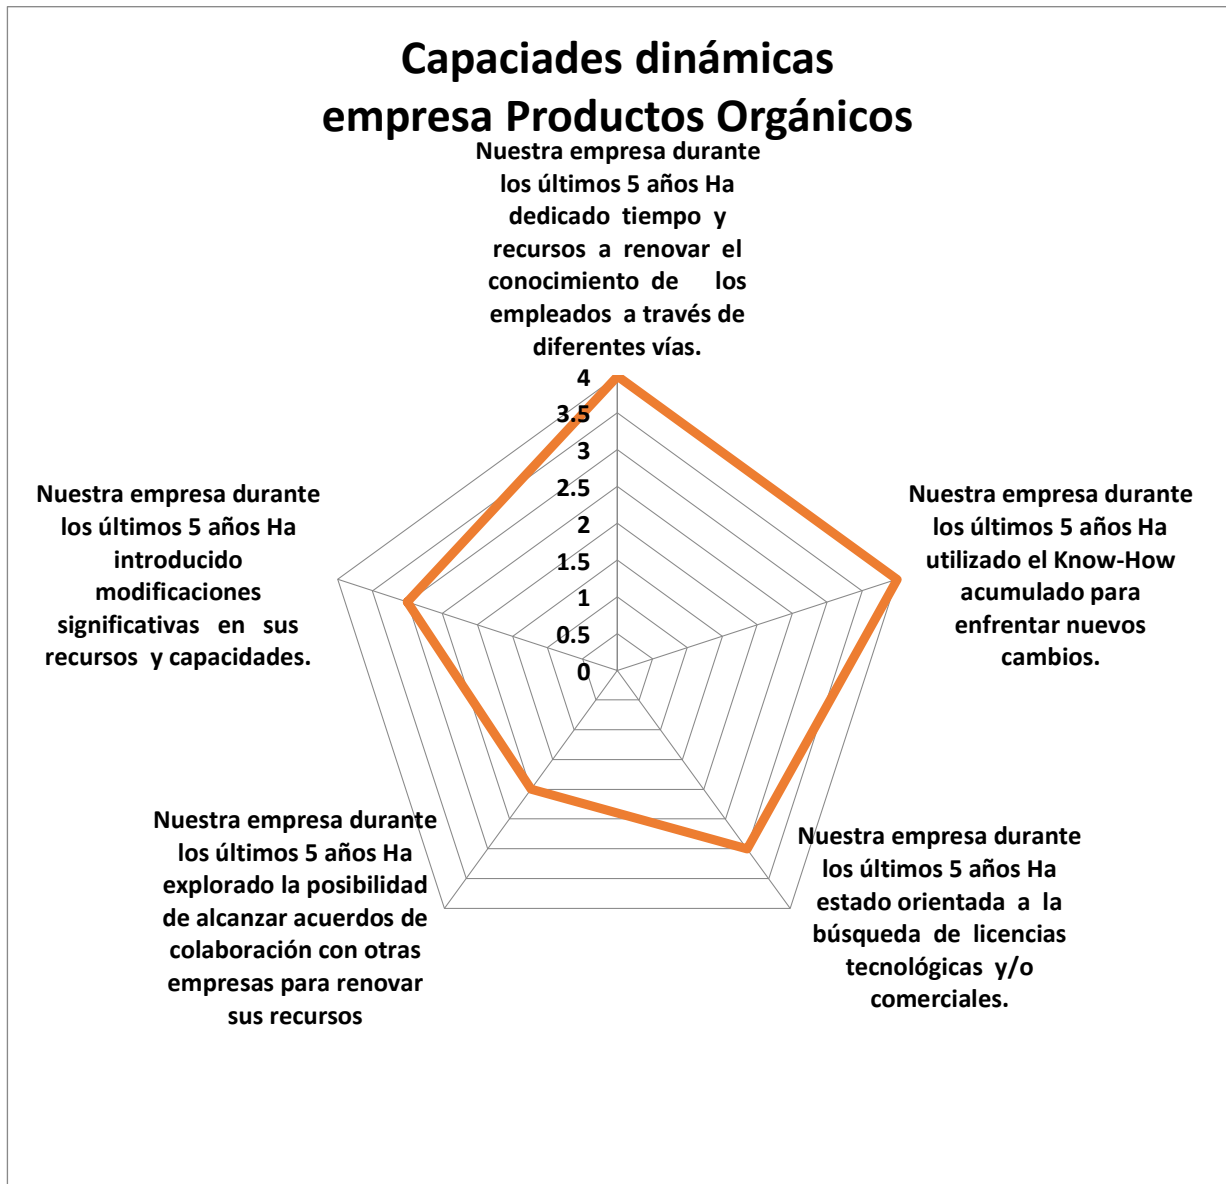 Capaciades dinámicas
empresa Productos Orgánicos
Nuestra empresa durante
los últimos 5 años Ha
dedicado tiempo y
recursos a renovar el
conocimiento de los
empleados a través de
diferentes vías.
4
3.5
3
2.5
2
1.5
1
0.5
0
Nuestra empresa durante
los últimos 5 años Ha
utilizado el Know-How
acumulado para
enfrentar nuevos
cambios.
Nuestra empresa durante
los últimos 5 años Ha
estado orientada a la
búsqueda de licencias
tecnológicas y/o
comerciales.
Nuestra empresa durante
los últimos 5 años Ha
explorado la posibilidad
de alcanzar acuerdos de
colaboración con otras
empresas para renovar
sus recursos
Nuestra empresa durante
los últimos 5 años Ha
introducido
modificaciones
significativas en sus
recursos y capacidades.